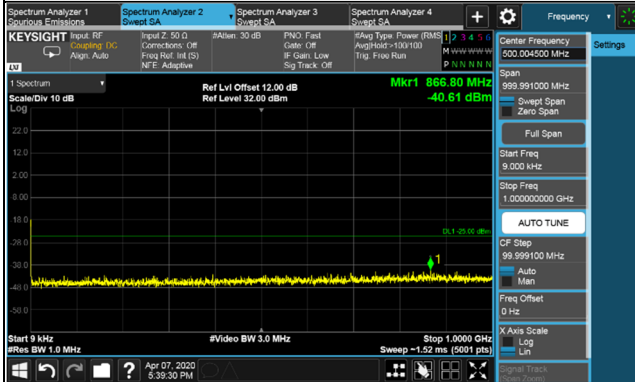 Spectrum Analyzer 1
Spurious Emissions
Spectrum Analyzer 2
Swept SA
Spectrum Analyzer 3
Swept SA
Spectrum Analyzer 4
Swept SA
+
Frequency
KEYSIGHT
Input: RF
Coupling: DC
Align: Auto
Input Z: 50 Ω
Corrections: Off
Freq Ref: Int (S)
NFE: Adaptive
#Atten: 30 dB
PNO: Fast
Gate: Off
IF Gain: Low
Sig Track: Off
#Avg Type: Power (RMS
Avg|Hold:>100/100
Trig: Free Run
1 2 3 4 5 6
M W W W W W
P N N N N N
LXI
1 Spectrum
Scale/Div 10 dB
Ref Lvl Offset 12.00 dB
Ref Level 32.00 dBm
Mkr1 866.80 MHz
-40.61 dBm
Log
22.0
12.0
2.00
-8.00
-18.0
-28.0
-38.0
-48.0
-58.0
DL1 -25.00 dBm
1
Start 9 kHz
#Res BW 1.0 MHz
#Video BW 3.0 MHz
Stop 1.0000 GHz
Sweep ~1.52 ms (5001 pts)
Center Frequency
500.004500 MHz
Settings
Span
999.991000 MHz
Swept Span
Zero Span
Full Span
Start Freq
9.000 kHz
Stop Freq
1.000000000 GHz
AUTO TUNE
CF Step
99.999100 MHz
Auto
Man
Freq Offset
0 Hz
X Axis Scale
Log
Lin
Signal Track
(Span Zoom)
?
Apr 07, 2020
5:39:30 PM